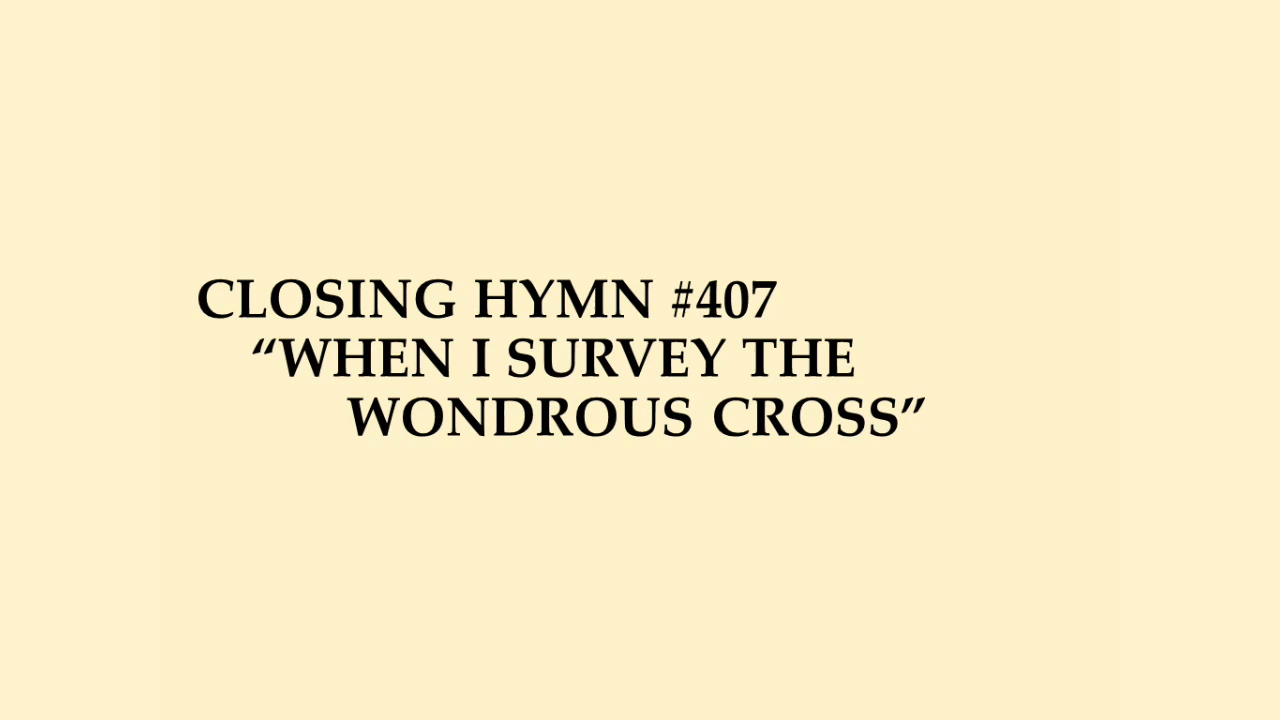 CLOSING HYMN #407
“WHEN I SURVEY THE
WONDROUS CROSS”